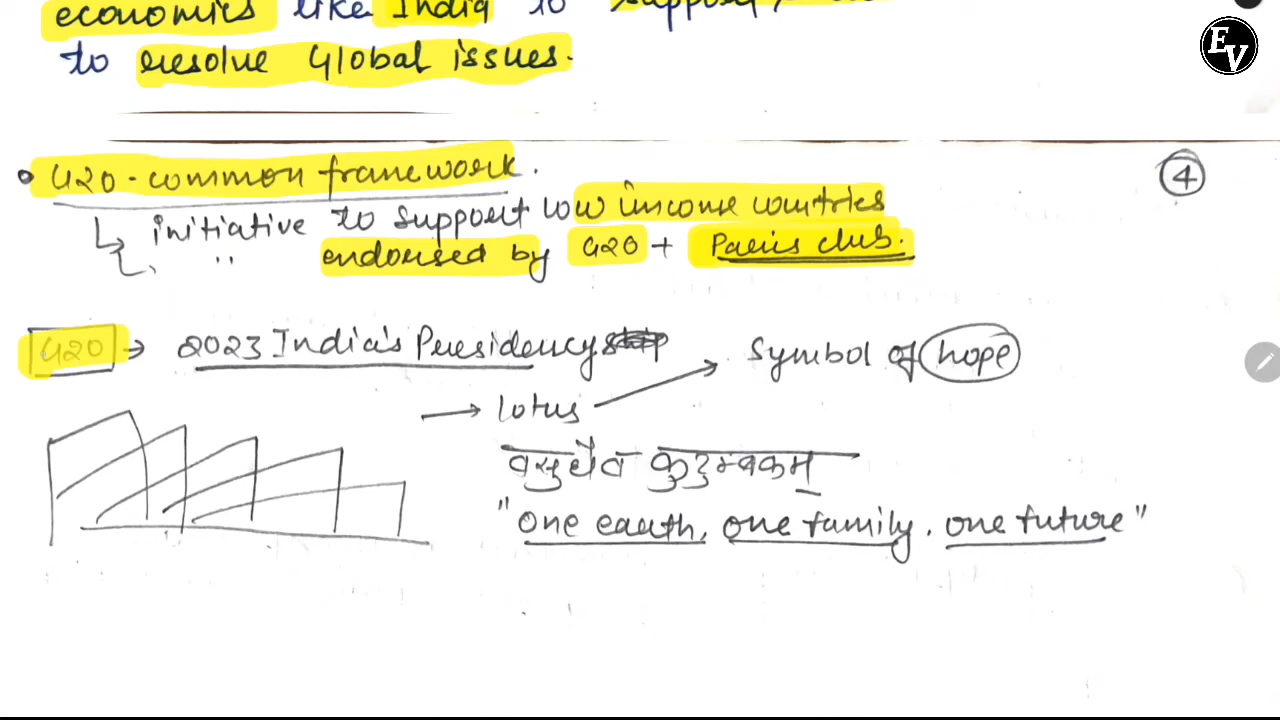 economies like India to support
to resolve Global issues.
EV
4
• G20 - common framework.
initiative to support low income countries
" endorsed by G20 + Paris club.
G20 → 2023 India's Presidency → Symbol of hope
→ lotus
वसुधैव कुटुम्बकम्
"one earth, one family. one future"